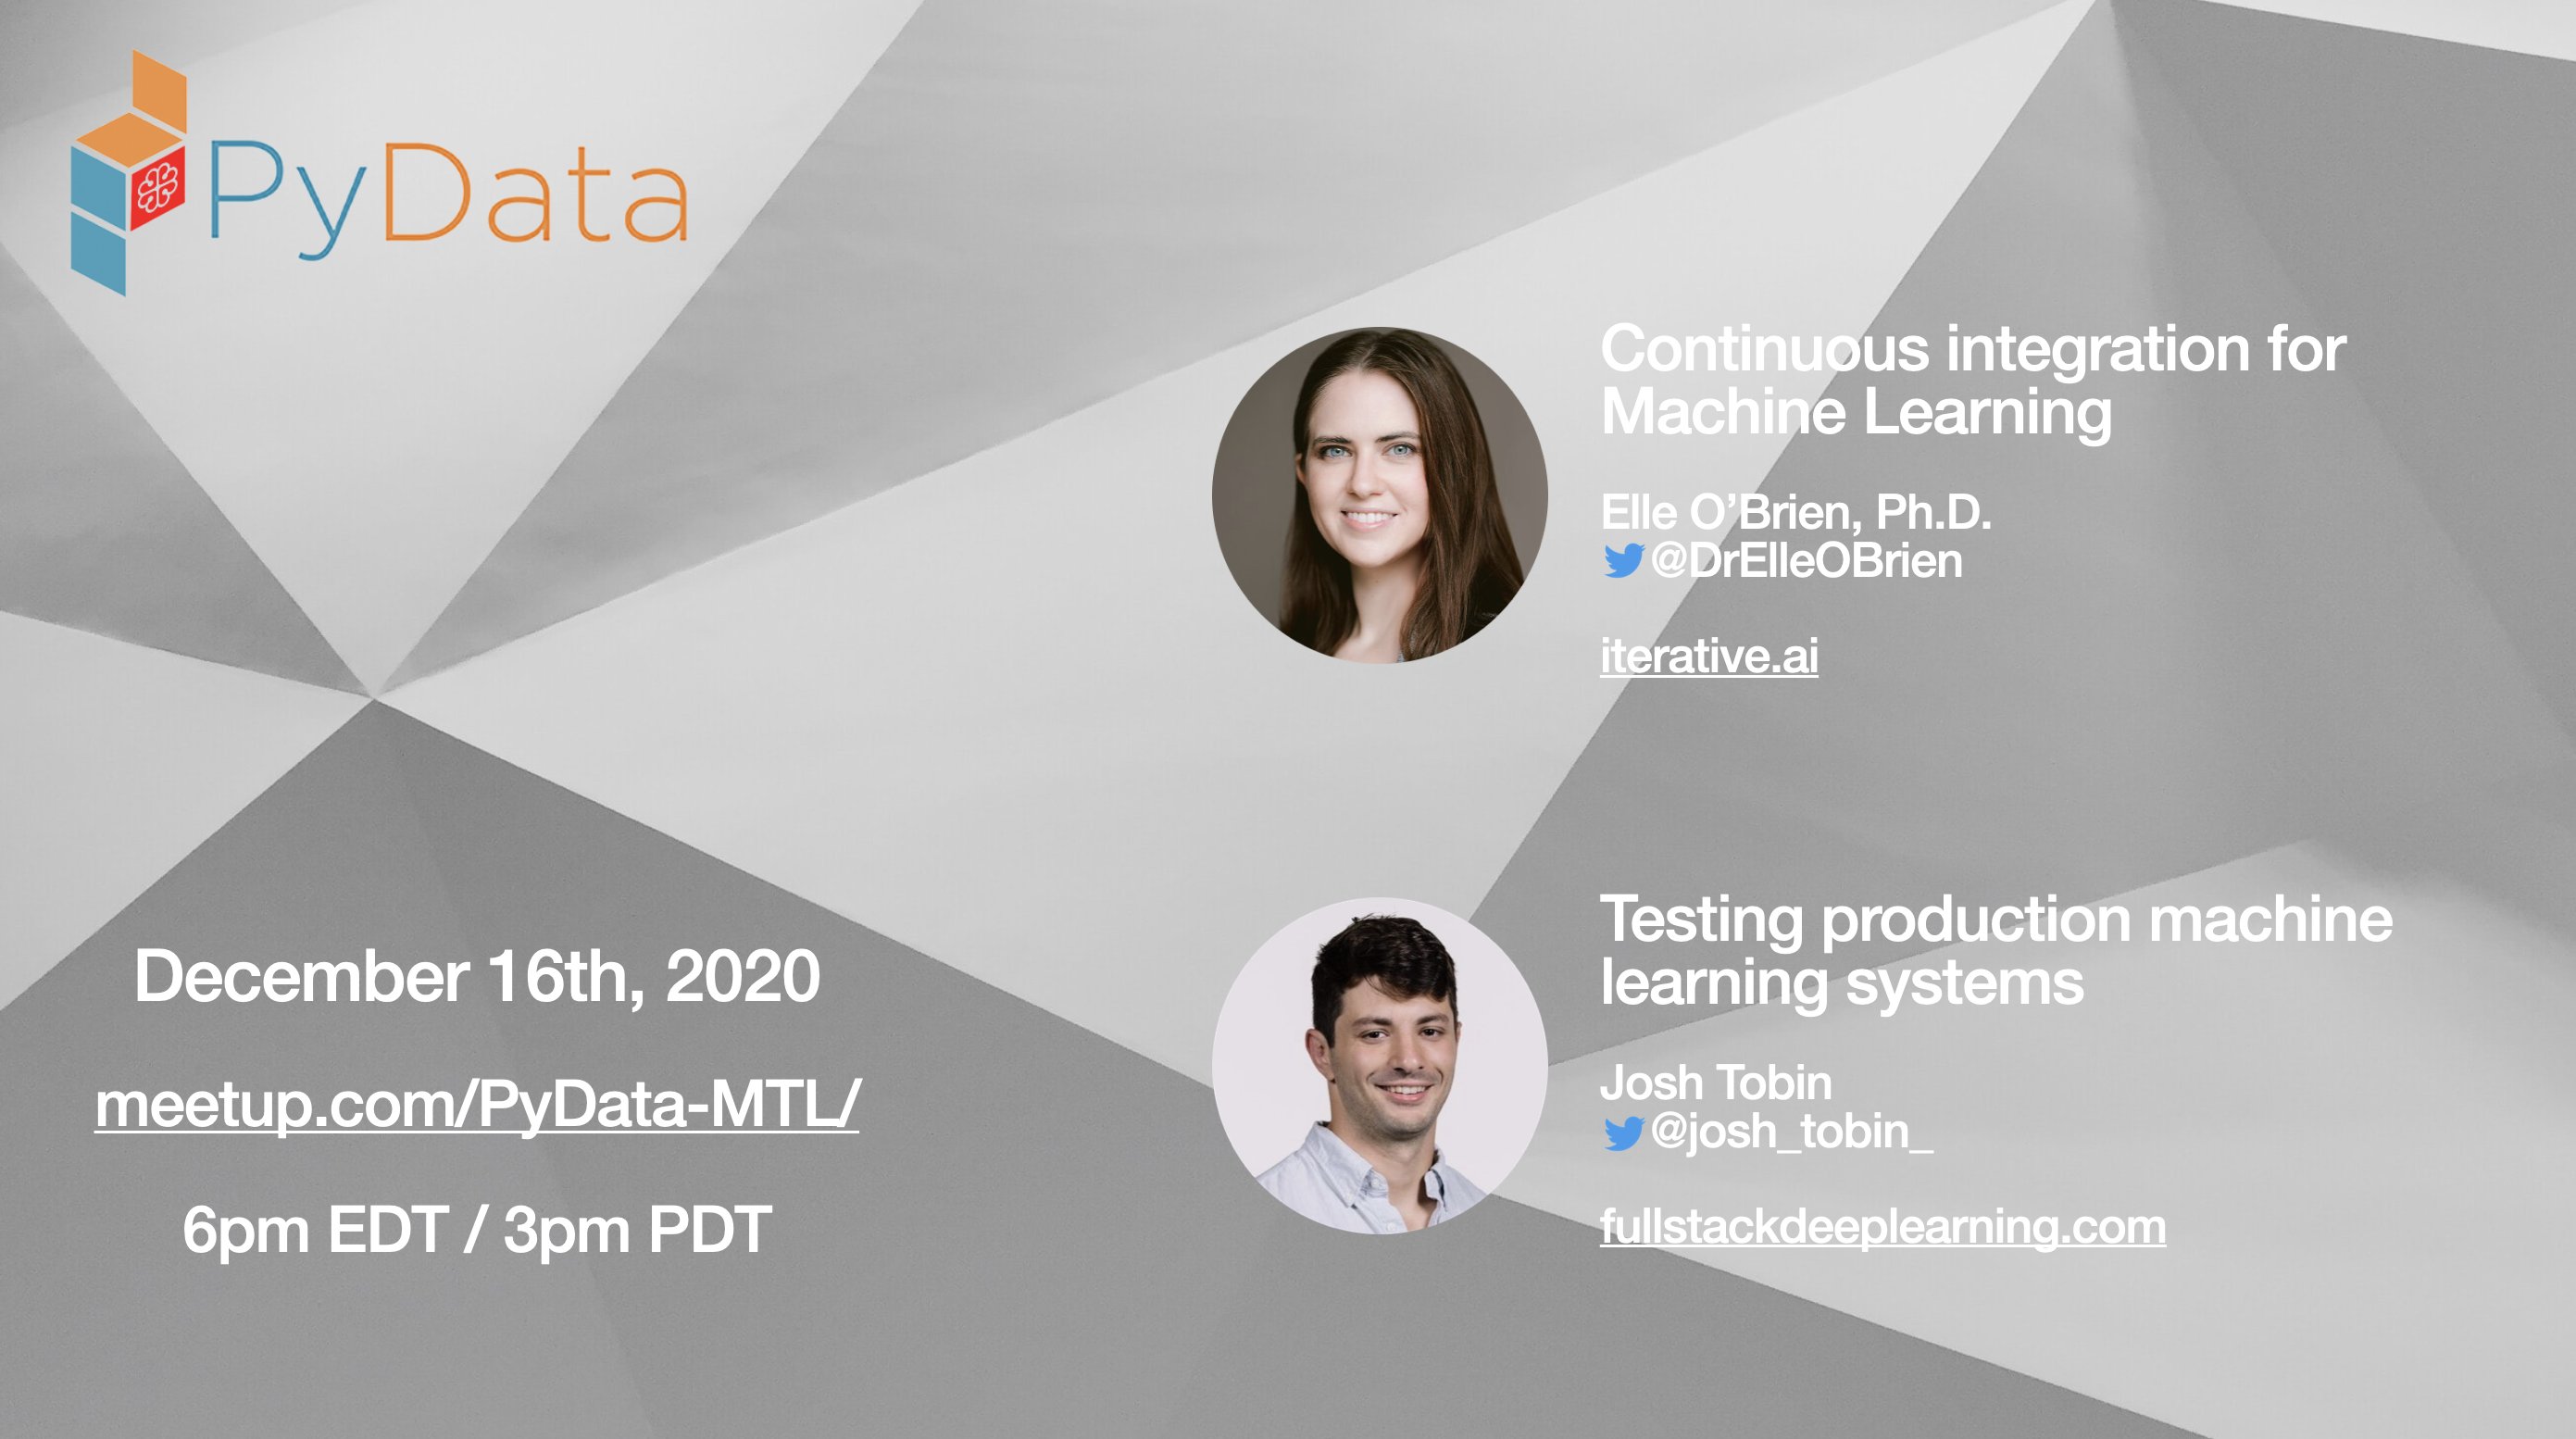 PyData
Continuous integration for
Machine Learning
Elle O’Brien, Ph.D.
@DrElleOBrien
iterative.ai
December 16th, 2020
meetup.com/PyData-MTL/
6pm EDT / 3pm PDT
Testing production machine
learning systems
Josh Tobin
@josh_tobin_
fullstackdeeplearning.com